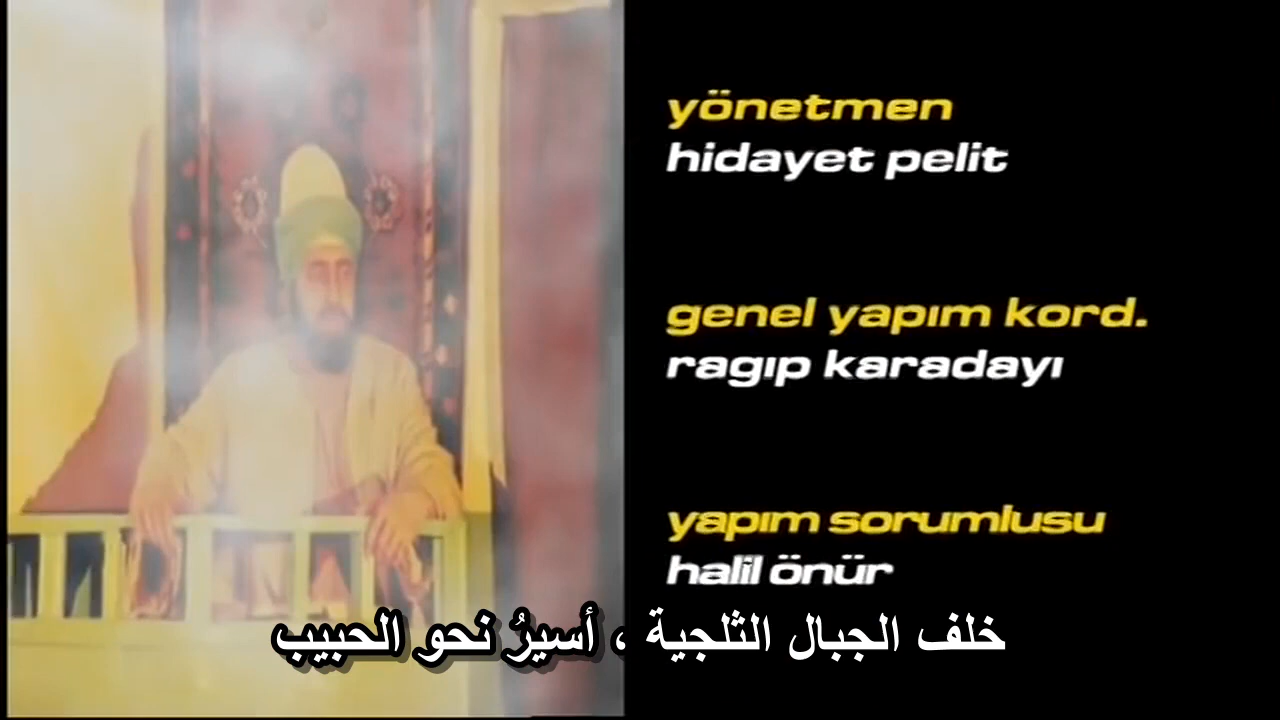 yönetmen
hidayet pelit
genel yapım kord.
ragıp karadayı
yapım sorumlusu
halil önür
خلف الجبال الثلجية ، أسيرُ نحو الحبيب